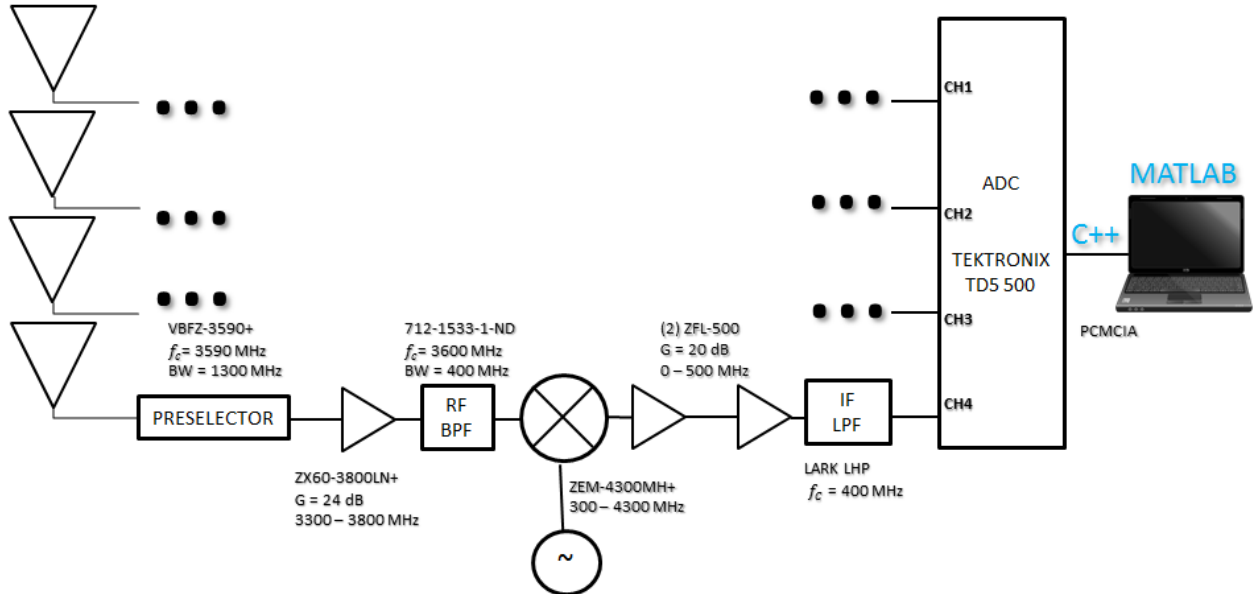 CH1
ADC
MATLAB
CH2
C++
TEKTRONIX
TD5 500
CH3
PCMCIA
VBFZ-3590+
f_c = 3590 MHz
BW = 1300 MHz
712-1533-1-ND
f_c = 3600 MHz
BW = 400 MHz
(2) ZFL-500
G = 20 dB
0 – 500 MHz
PRESELECTOR
RF
BPF
IF
LPF
CH4
ZX60-3800LN+
G = 24 dB
3300 – 3800 MHz
ZEM-4300MH+
300 – 4300 MHz
LARK LHP
f_c = 400 MHz
~